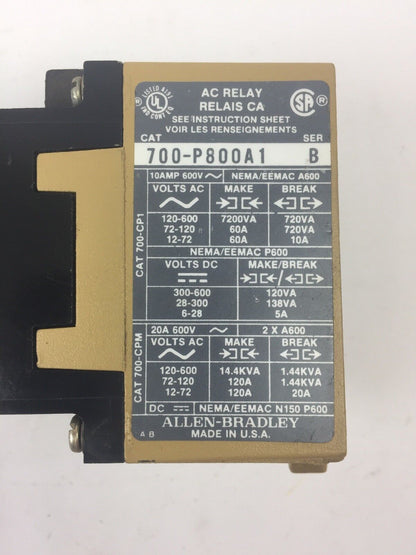 LISTED
UL
AC RELAY
RELAIS CA
SEE INSTRUCTION SHEET
VOIR LES RENSEIGNEMENTS
CAT SER
700-P800A1 B
10AMP 600V ~ NEMA/EEMAC A600
CAT 700-CP1
VOLTS AC MAKE BREAK
120-600 7200VA 720VA
72-120 60A 720VA
12-72 60A 10A
NEMA/EEMAC P600
VOLTS DC MAKE/BREAK
300-600 120VA
28-300 138VA
6-28 5A
CAT 700-CPM
20A 600V ~ 2 X A600
VOLTS AC MAKE BREAK
120-600 14.4KVA 1.44KVA
72-120 120A 1.44KVA
12-72 120A 20A
DC NEMA/EEMAC N150 P600
ALLEN-BRADLEY
A B MADE IN U.S.A.